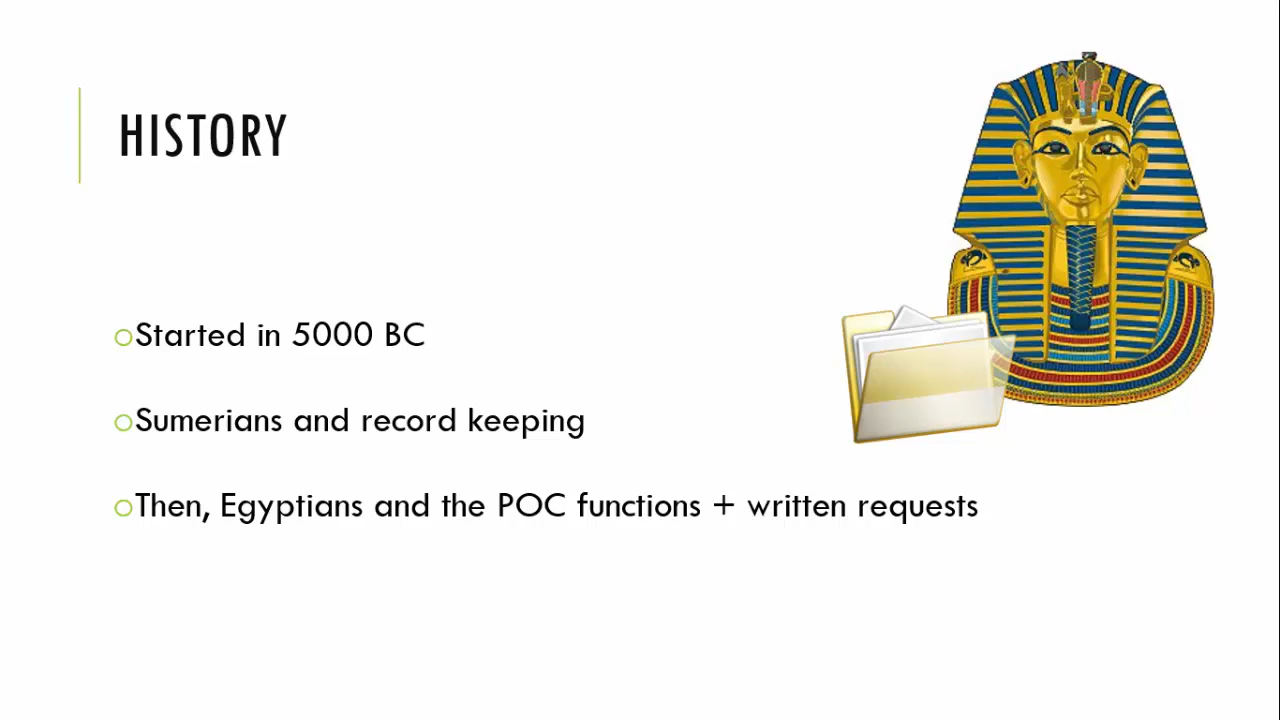 HISTORY
Started in 5000 BC
Sumerians and record keeping
Then, Egyptians and the POC functions + written requests